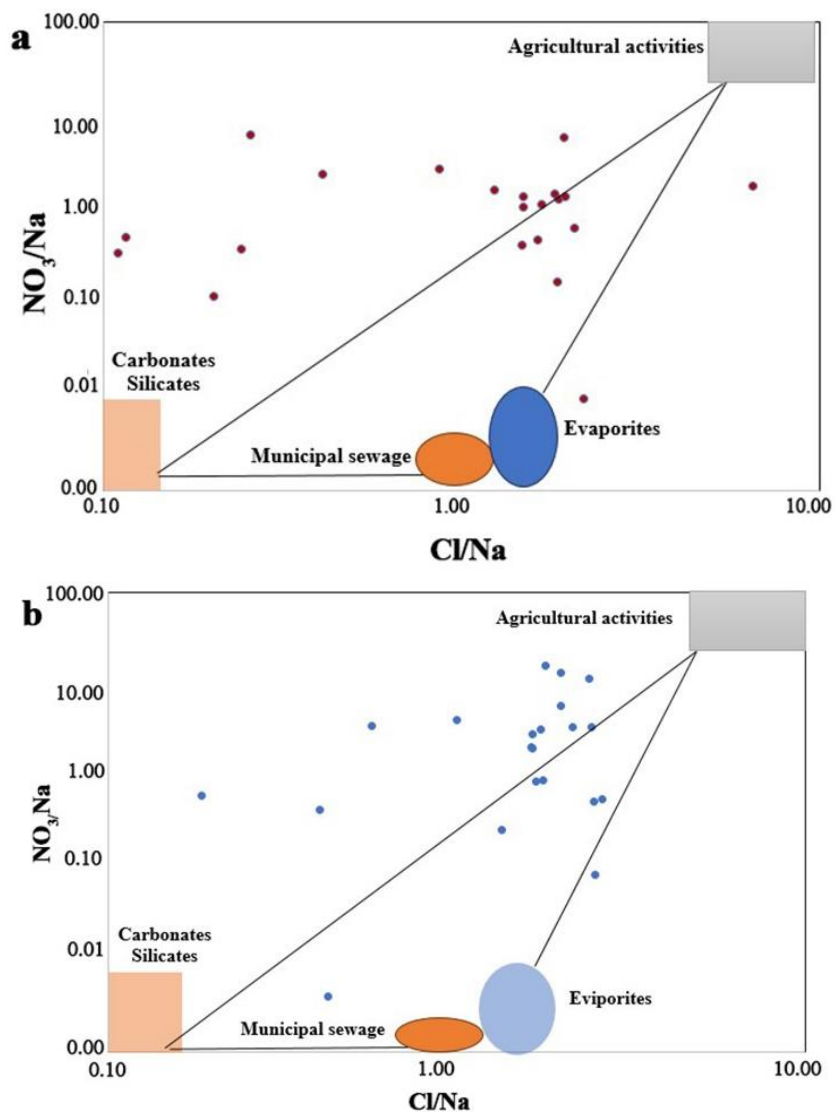 a
100.00
Agricultural activities
10.00
1.00
NO3/Na
0.10
Carbonates
Silicates
0.01
Municipal sewage
Evaporites
0.00
0.10
1.00
10.00
Cl/Na
b
100.00
Agricultural activities
10.00
1.00
NO3/Na
0.10
Carbonates
Silicates
0.01
Municipal sewage
Eviporites
0.00
0.10
1.00
10.00
Cl/Na